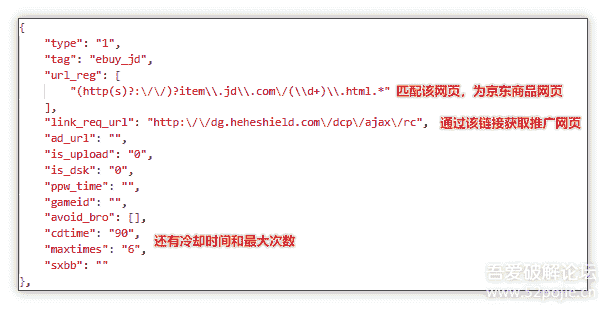 {
"type": "1",
"tag": "ebuy_jd",
"url_reg": [
"(http(s)?:\/\/)?item\\.jd\\.com\/(\\d+)\\.html.*" 匹配该网页，为京东商品网页
],
"link_req_url": "http:\/\/dg.heheshield.com\/dcp\/ajax\/rc", 通过该链接获取推广网页
"ad_url": "",
"is_upload": "0",
"is_dsk": "0",
"ppw_time": "",
"gameid": "",
"avoid_bro": [],
"cdtime": "90",
还有冷却时间和最大次数
"maxtimes": "6",
"sxbb": ""
},
吾爱破解论坛
www.52pojie.cn